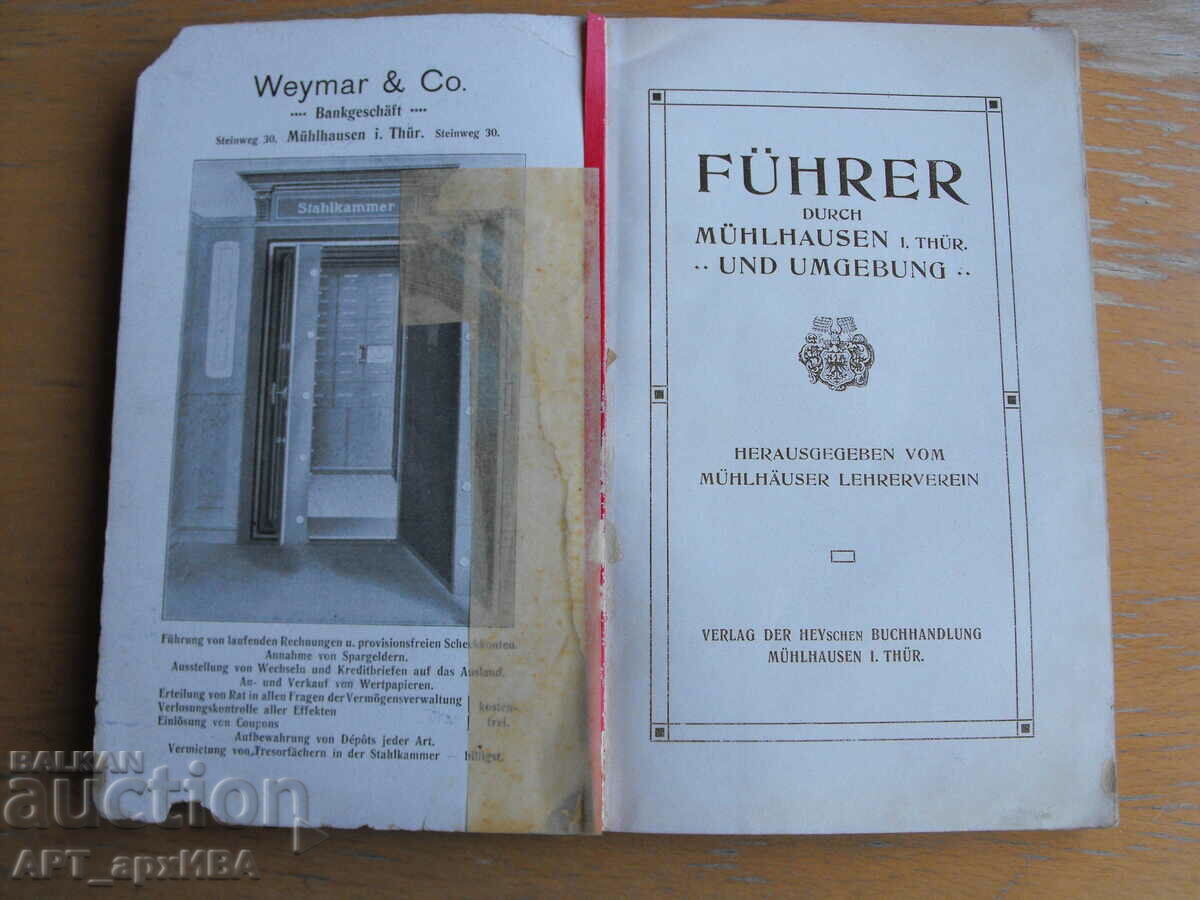 Weymar & Co.
···· Bankgeschäft ····
Steinweg 30. Mühlhausen i. Thür. Steinweg 30.
Stahlkammer
Führung von laufenden Rechnungen u. provisionsfreien Scheckkonten.
Annahme von Spargeldern.
Ausstellung von Wechseln und Kreditbriefen auf das Ausland.
An- und Verkauf von Wertpapieren.
Erteilung von Rat in allen Fragen der Vermögensverwaltung
Verlosungskontrolle aller Effekten
Einlösung von Coupons
kosten-
frei.
Aufbewahrung von Dépôts jeder Art.
Vermietung von Tresorfächern in der Stahlkammer — billigst.
FÜHRER
DURCH
MÜHLHAUSEN I. THÜR.
·· UND UMGEBUNG ··
HERAUSGEGEBEN VOM
MÜHLHÄUSER LEHRERVEREIN
VERLAG DER HEYSCHEN BUCHHANDLUNG
MÜHLHAUSEN I. THÜR.
BALKAN
auction
АРТ_архИВА